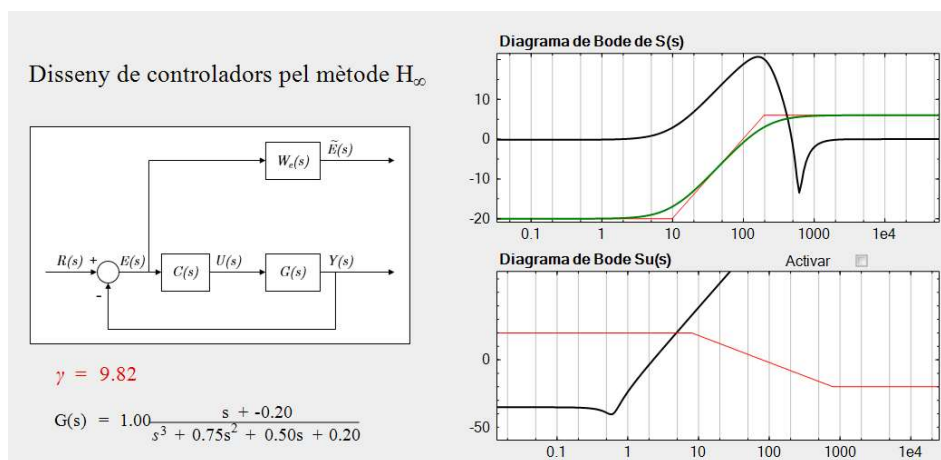 Disseny de controladors pel mètode H∞
W_e(s)
Ẽ(s)
R(s) +
E(s)
C(s)
U(s)
G(s)
Y(s)
-
γ = 9.82
G(s) = 1.00 (s + -0.20) / (s³ + 0.75s² + 0.50s + 0.20)
Diagrama de Bode de S(s)
10
0
-10
-20
0.1 1 10 100 1000 1e4
Diagrama de Bode Su(s)
Activar
0
-50
0.1 1 10 100 1000 1e4